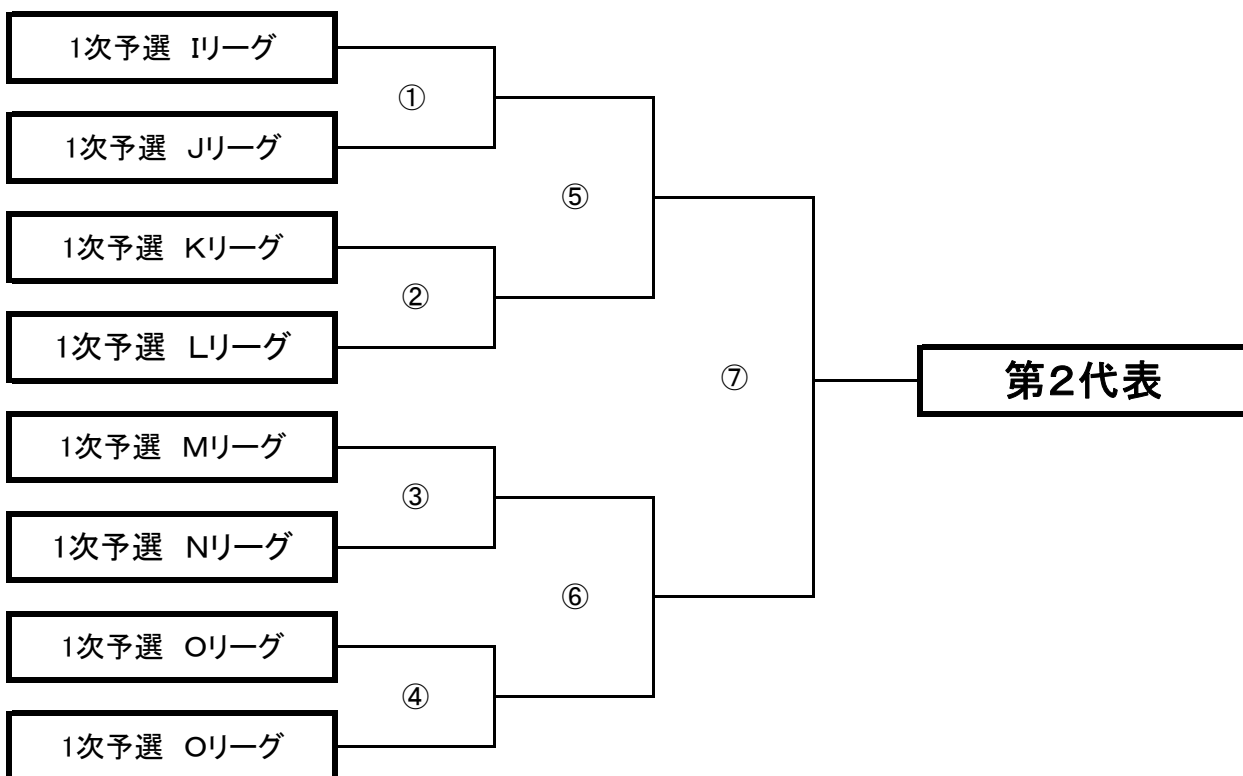 1次予選　Iリーグ
①
1次予選　Jリーグ
⑤
1次予選　Kリーグ
②
1次予選　Lリーグ
⑦
第2代表
1次予選　Mリーグ
③
1次予選　Nリーグ
⑥
1次予選　Oリーグ
④
1次予選　Oリーグ